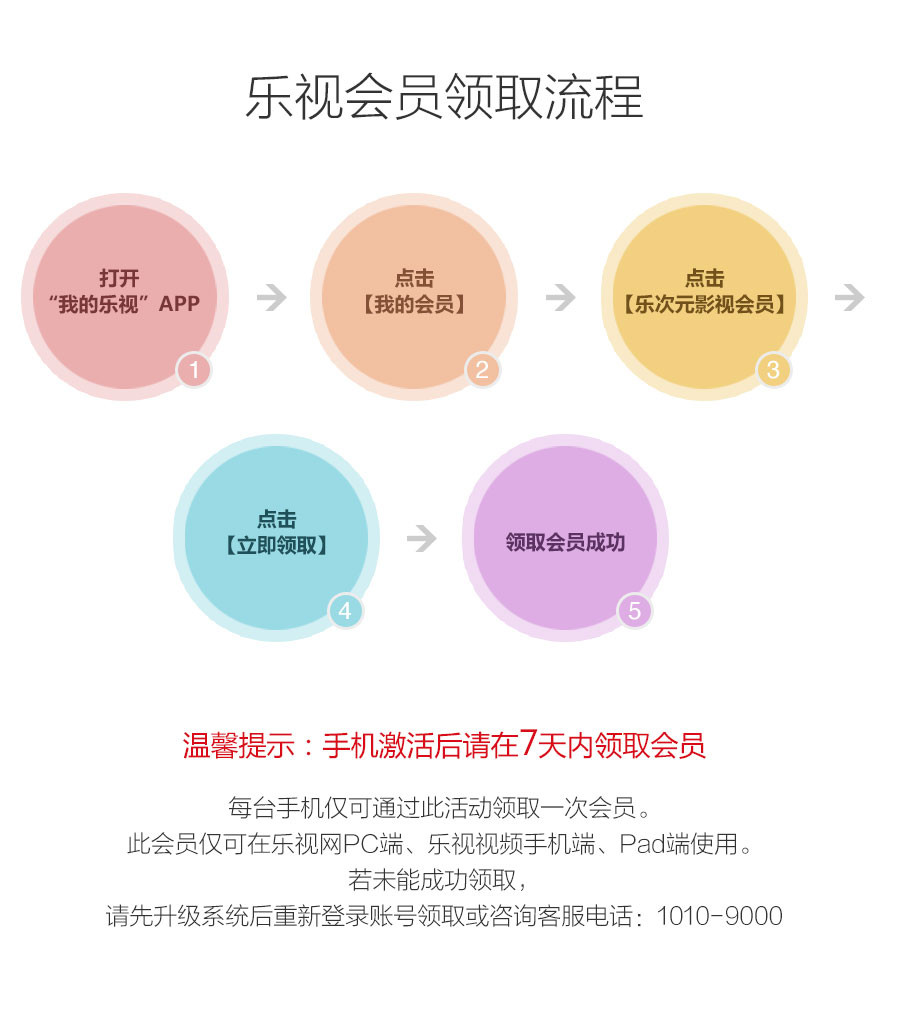 乐视会员领取流程
打开
“我的乐视”APP
1
点击
【我的会员】
2
点击
【乐次元影视会员】
3
点击
【立即领取】
4
领取会员成功
5
温馨提示：手机激活后请在7天内领取会员
每台手机仅可通过此活动领取一次会员。
此会员仅可在乐视网PC端、乐视视频手机端、Pad端使用。
若未能成功领取，
请先升级系统后重新登录账号领取或咨询客服电话：1010-9000